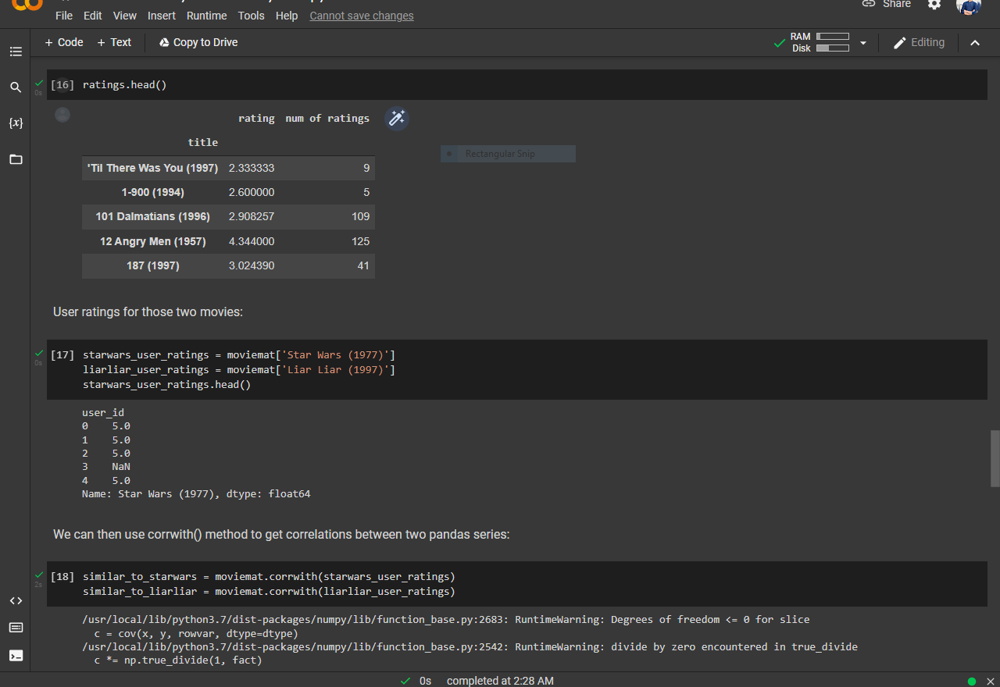 File Edit View Insert Runtime Tools Help Cannot save changes
Share
+ Code + Text Copy to Drive
RAM
Disk
Editing
[16] ratings.head()
0s
rating num of ratings
title
Rectangular Snip
'Til There Was You (1997) 2.333333 9
1-900 (1994) 2.600000 5
101 Dalmatians (1996) 2.908257 109
12 Angry Men (1957) 4.344000 125
187 (1997) 3.024390 41
User ratings for those two movies:
[17] starwars_user_ratings = moviemat['Star Wars (1977)']
0s
liarliar_user_ratings = moviemat['Liar Liar (1997)']
starwars_user_ratings.head()
user_id
0 5.0
1 5.0
2 5.0
3 NaN
4 5.0
Name: Star Wars (1977), dtype: float64
We can then use corrwith() method to get correlations between two pandas series:
[18] similar_to_starwars = moviemat.corrwith(starwars_user_ratings)
2s
similar_to_liarliar = moviemat.corrwith(liarliar_user_ratings)
/usr/local/lib/python3.7/dist-packages/numpy/lib/function_base.py:2683: RuntimeWarning: Degrees of freedom <= 0 for slice
c = cov(x, y, rowvar, dtype=dtype)
/usr/local/lib/python3.7/dist-packages/numpy/lib/function_base.py:2542: RuntimeWarning: divide by zero encountered in true_divide
c *= np.true_divide(1, fact)
0s completed at 2:28 AM